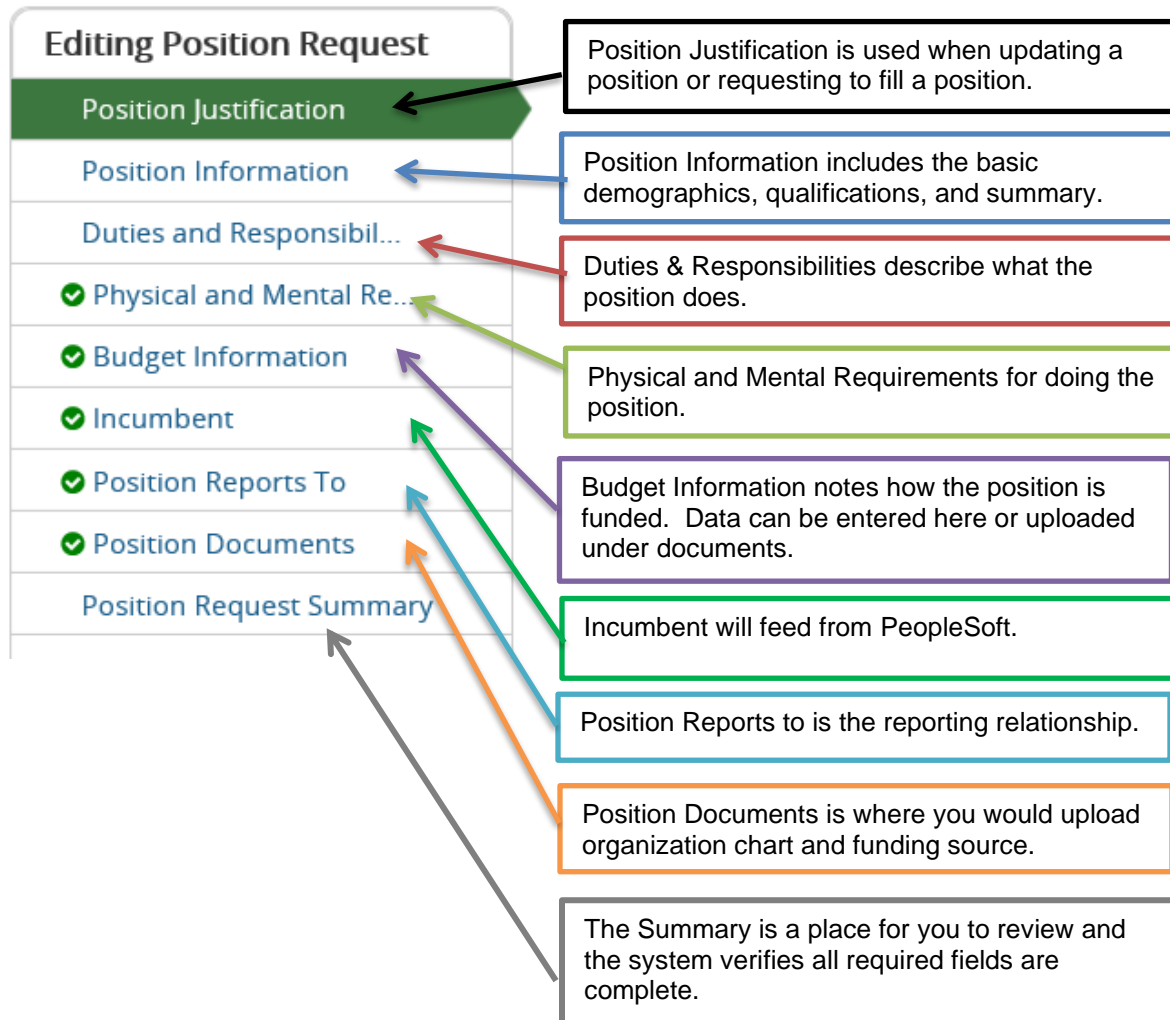 Editing Position Request
Position Justification
Position Information
Duties and Responsibil...
Physical and Mental Re...
Budget Information
Incumbent
Position Reports To
Position Documents
Position Request Summary
Position Justification is used when updating a
position or requesting to fill a position.
Position Information includes the basic
demographics, qualifications, and summary.
Duties & Responsibilities describe what the
position does.
Physical and Mental Requirements for doing the
position.
Budget Information notes how the position is
funded.  Data can be entered here or uploaded
under documents.
Incumbent will feed from PeopleSoft.
Position Reports to is the reporting relationship.
Position Documents is where you would upload
organization chart and funding source.
The Summary is a place for you to review and
the system verifies all required fields are
complete.